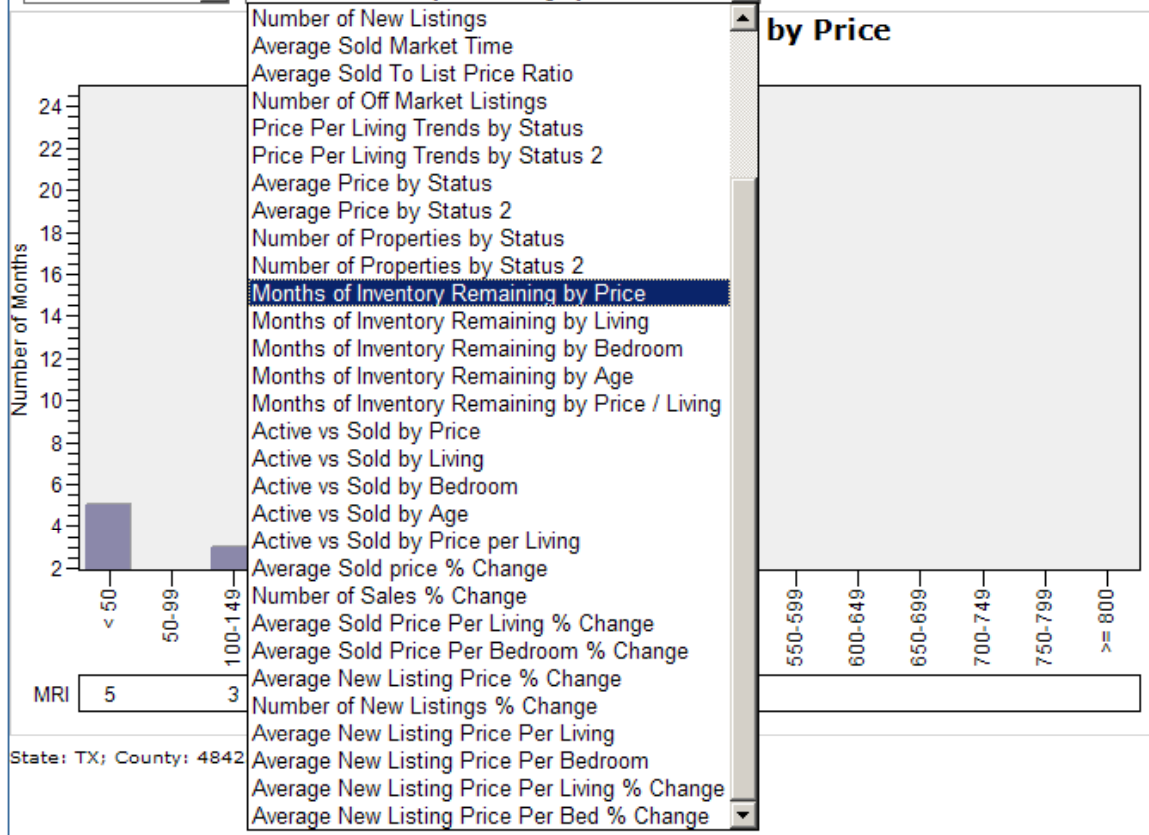 by Price
Number of New Listings
Average Sold Market Time
Average Sold To List Price Ratio
Number of Off Market Listings
Price Per Living Trends by Status
Price Per Living Trends by Status 2
Average Price by Status
Average Price by Status 2
Number of Properties by Status
Number of Properties by Status 2
Months of Inventory Remaining by Price
Months of Inventory Remaining by Living
Months of Inventory Remaining by Bedroom
Months of Inventory Remaining by Age
Months of Inventory Remaining by Price / Living
Active vs Sold by Price
Active vs Sold by Living
Active vs Sold by Bedroom
Active vs Sold by Age
Active vs Sold by Price per Living
Average Sold price % Change
Number of Sales % Change
Average Sold Price Per Living % Change
Average Sold Price Per Bedroom % Change
Average New Listing Price % Change
Number of New Listings % Change
Average New Listing Price Per Living
Average New Listing Price Per Bedroom
Average New Listing Price Per Living % Change
Average New Listing Price Per Bed % Change
Number of Months
24
22
20
18
16
14
12
10
8
6
4
2
< 50
50-99
100-149
550-599
600-649
650-699
700-749
750-799
>= 800
MRI 5 3
State: TX; County: 4842